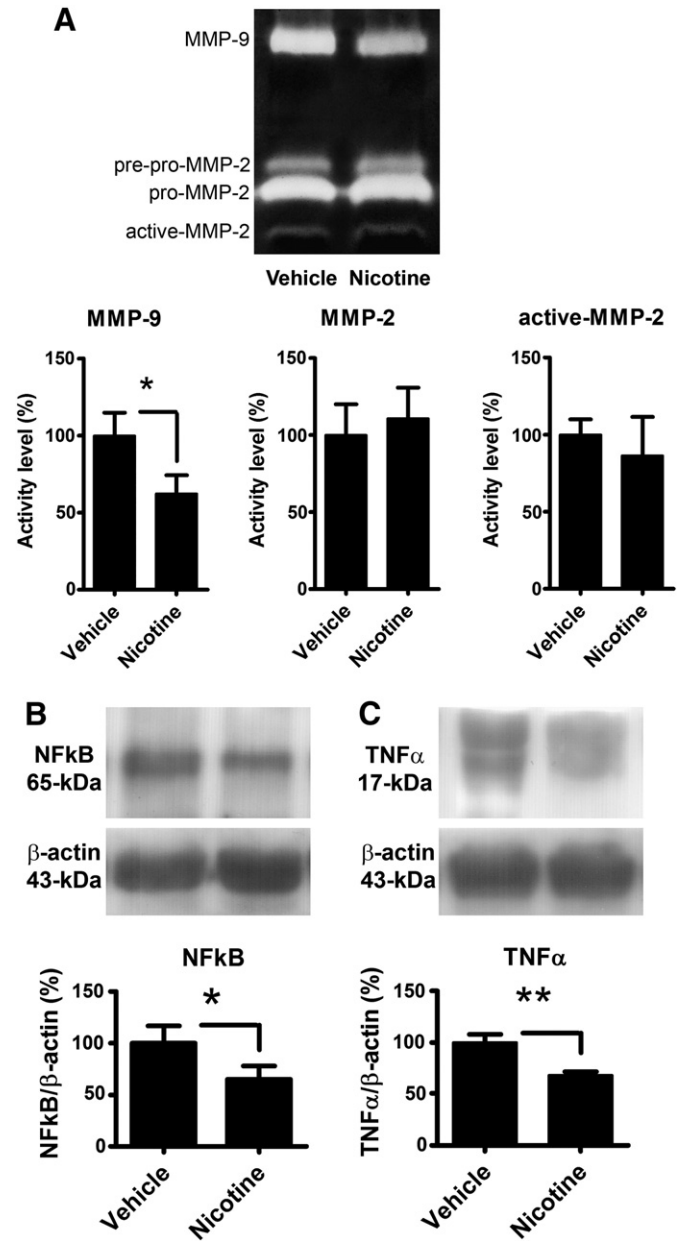 A
MMP-9
pre-pro-MMP-2
pro-MMP-2
active-MMP-2
Vehicle Nicotine
MMP-9
Activity level (%)
150
100
50
0
*
Vehicle
Nicotine
MMP-2
Activity level (%)
150
100
50
0
Vehicle
Nicotine
active-MMP-2
Activity level (%)
150
100
50
0
Vehicle
Nicotine
B
NFkB
65-kDa
β-actin
43-kDa
NFkB
NFkB/β-actin (%)
150
100
50
0
*
Vehicle
Nicotine
C
TNFα
17-kDa
β-actin
43-kDa
TNFα
TNFα/β-actin (%)
150
100
50
0
**
Vehicle
Nicotine